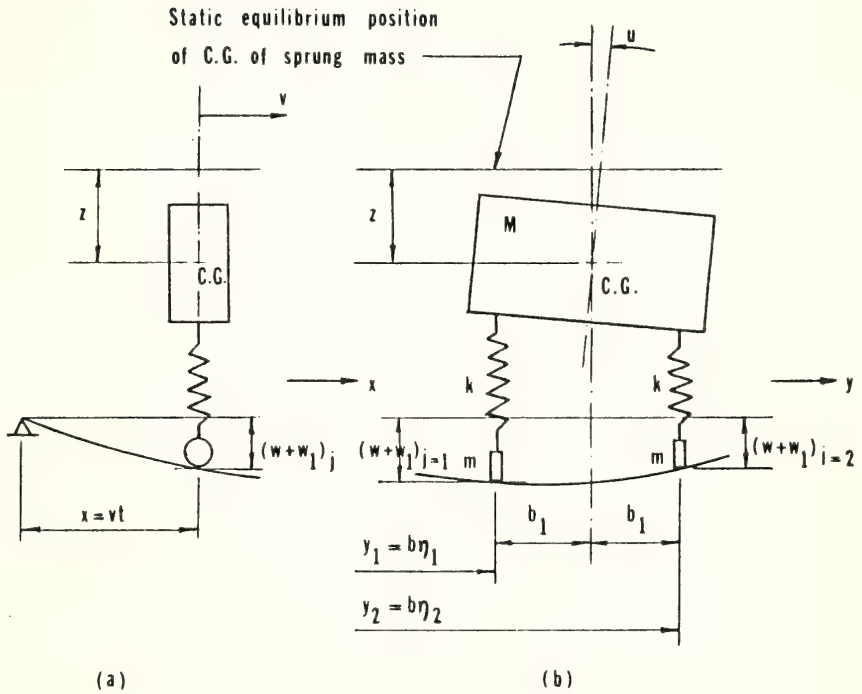 Static equilibrium position
of C.G. of sprung mass
u
v
z
z
M
C.G.
C.G.
k
k
x
y
(w+w₁)ⱼ
(w+w₁)ⱼ₌₁
m
m
(w+w₁)ᵢ₌₂
x = vt
b₁
b₁
y₁ = bη₁
y₂ = bη₂
(a)
(b)